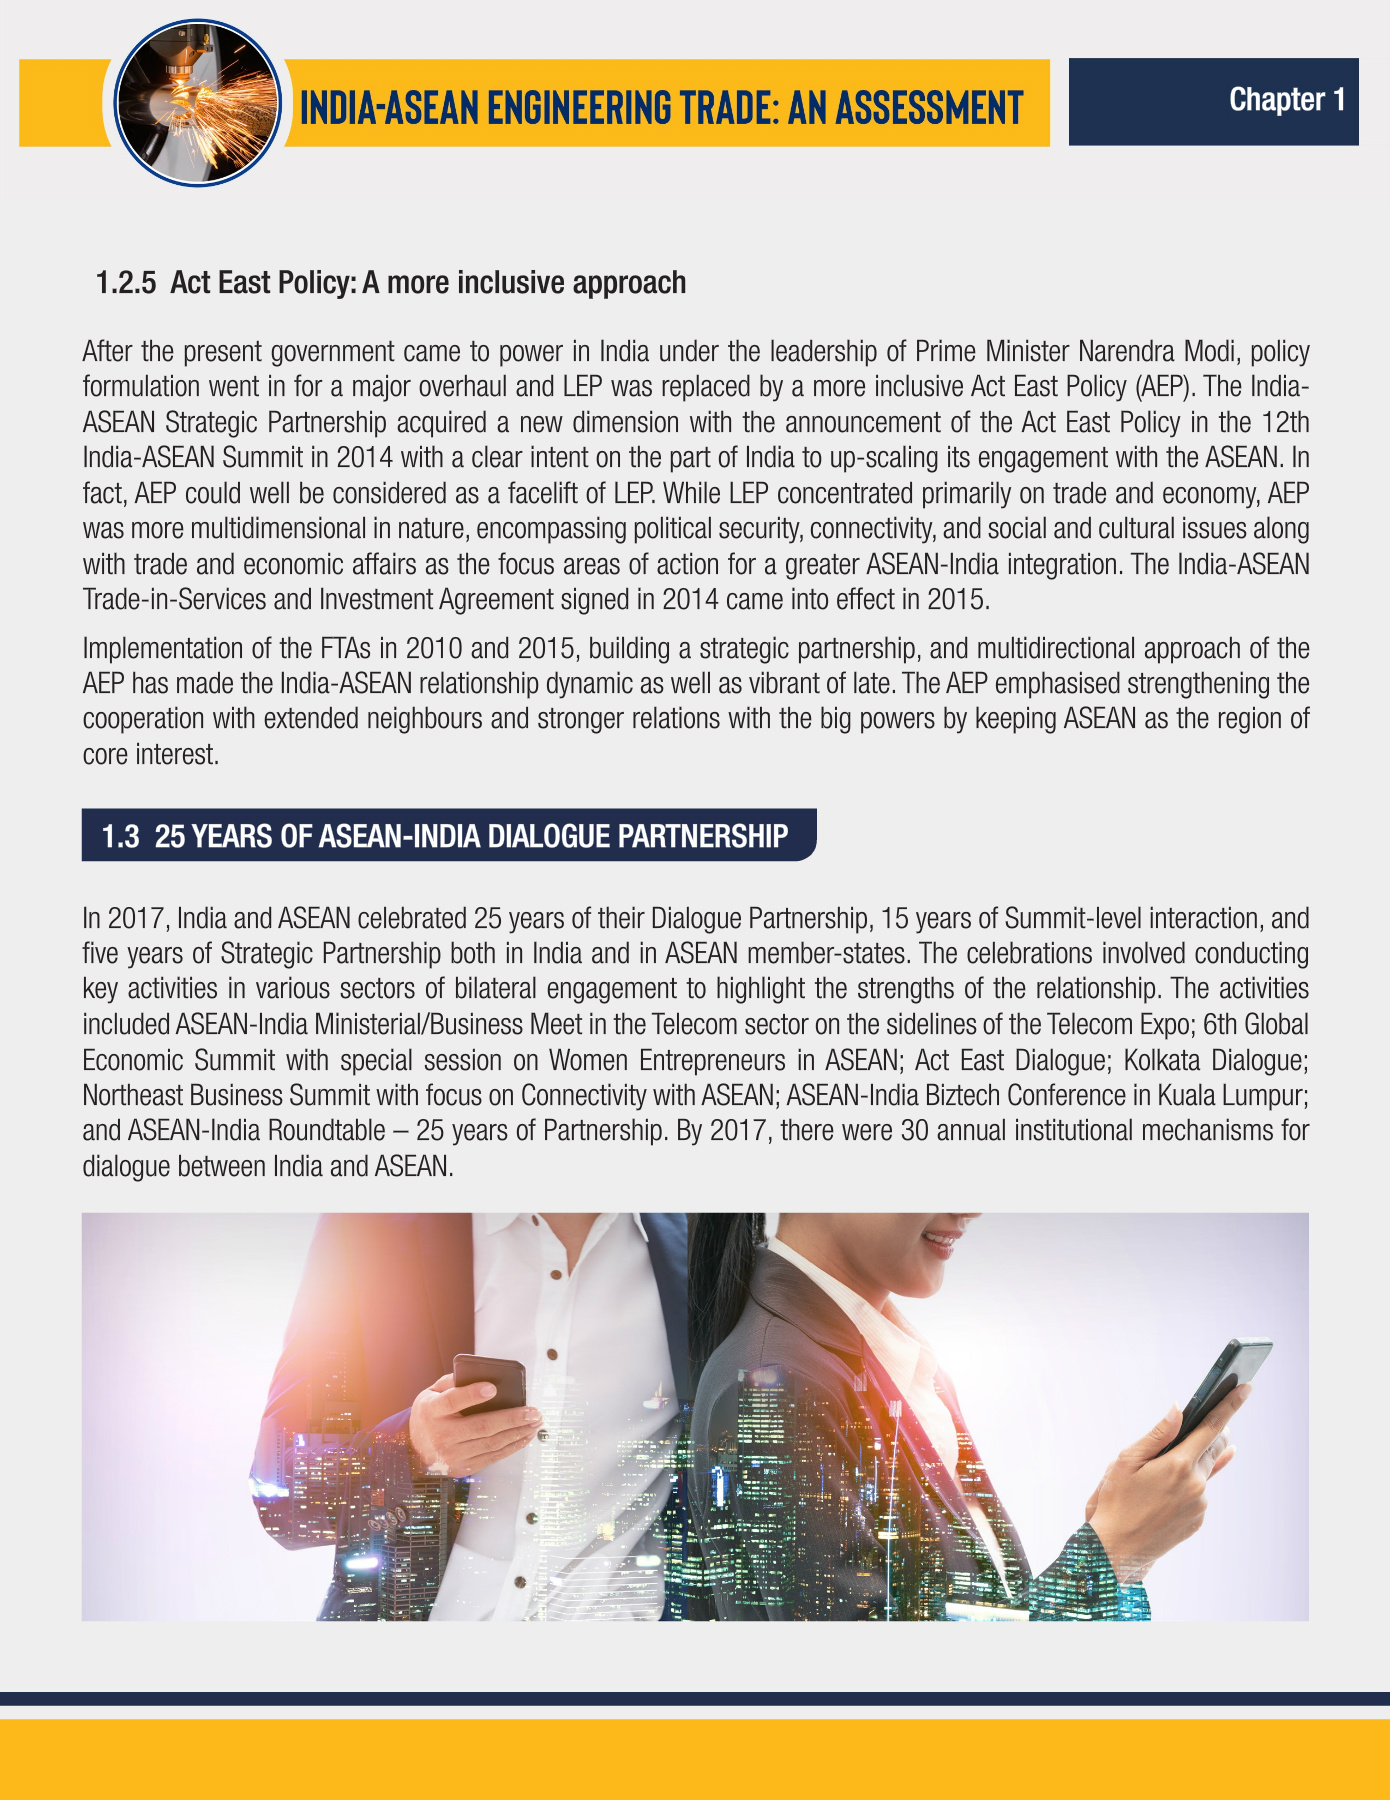 INDIA-ASEAN ENGINEERING TRADE: AN ASSESSMENT
Chapter 1
1.2.5 Act East Policy: A more inclusive approach
After the present government came to power in India under the leadership of Prime Minister Narendra Modi, policy
formulation went in for a major overhaul and LEP was replaced by a more inclusive Act East Policy (AEP). The India-
ASEAN Strategic Partnership acquired a new dimension with the announcement of the Act East Policy in the 12th
India-ASEAN Summit in 2014 with a clear intent on the part of India to up-scaling its engagement with the ASEAN. In
fact, AEP could well be considered as a facelift of LEP. While LEP concentrated primarily on trade and economy, AEP
was more multidimensional in nature, encompassing political security, connectivity, and social and cultural issues along
with trade and economic affairs as the focus areas of action for a greater ASEAN-India integration. The India-ASEAN
Trade-in-Services and Investment Agreement signed in 2014 came into effect in 2015.
Implementation of the FTAs in 2010 and 2015, building a strategic partnership, and multidirectional approach of the
AEP has made the India-ASEAN relationship dynamic as well as vibrant of late. The AEP emphasised strengthening the
cooperation with extended neighbours and stronger relations with the big powers by keeping ASEAN as the region of
core interest.
1.3 25 YEARS OF ASEAN-INDIA DIALOGUE PARTNERSHIP
In 2017, India and ASEAN celebrated 25 years of their Dialogue Partnership, 15 years of Summit-level interaction, and
five years of Strategic Partnership both in India and in ASEAN member-states. The celebrations involved conducting
key activities in various sectors of bilateral engagement to highlight the strengths of the relationship. The activities
included ASEAN-India Ministerial/Business Meet in the Telecom sector on the sidelines of the Telecom Expo; 6th Global
Economic Summit with special session on Women Entrepreneurs in ASEAN; Act East Dialogue; Kolkata Dialogue;
Northeast Business Summit with focus on Connectivity with ASEAN; ASEAN-India Biztech Conference in Kuala Lumpur;
and ASEAN-India Roundtable – 25 years of Partnership. By 2017, there were 30 annual institutional mechanisms for
dialogue between India and ASEAN.